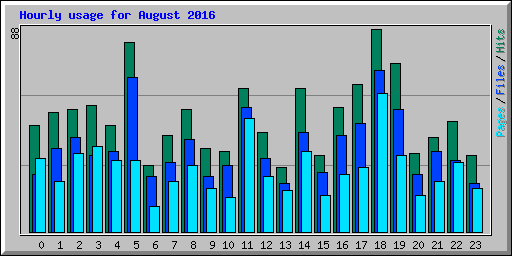 Hourly usage for August 2016
88
Pages/Files/Hits
0 1 2 3 4 5 6 7 8 9 10 11 12 13 14 15 16 17 18 19 20 21 22 23